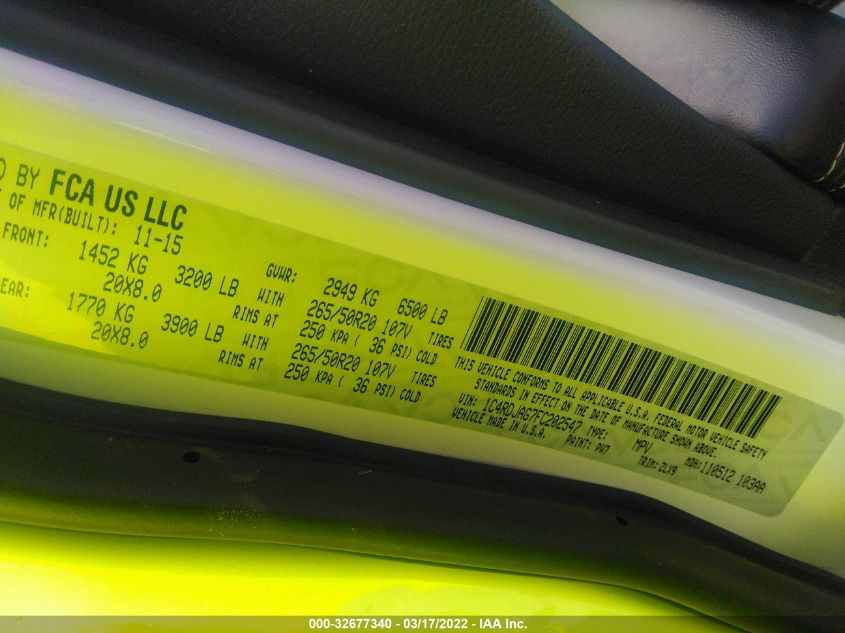 BY FCA US LLC
OF MFR(BUILT): 11-15
FRONT: 1452 KG 3200 LB WITH
20X8.0 RIMS AT
1770 KG 3900 LB WITH
20X8.0 RIMS AT
GVWR: 2949 KG 6500 LB
265/50R20 107V TIRES
250 KPA ( 36 PSI) COLD
265/50R20 107V TIRES
250 KPA ( 36 PSI) COLD
THIS VEHICLE CONFORMS TO ALL APPLICABLE U.S.A. FEDERAL MOTOR VEHICLE SAFETY
STANDARDS IN EFFECT ON THE DATE OF MANUFACTURE SHOWN ABOVE.
VIN: 1C4RDJAG7FC202547 TYPE: MPV MDH:110512 103AA
VEHICLE MADE IN U.S.A. PAINT: PW7 TRIM:ZLX9
000-32677340 - 03/17/2022 - IAA Inc.